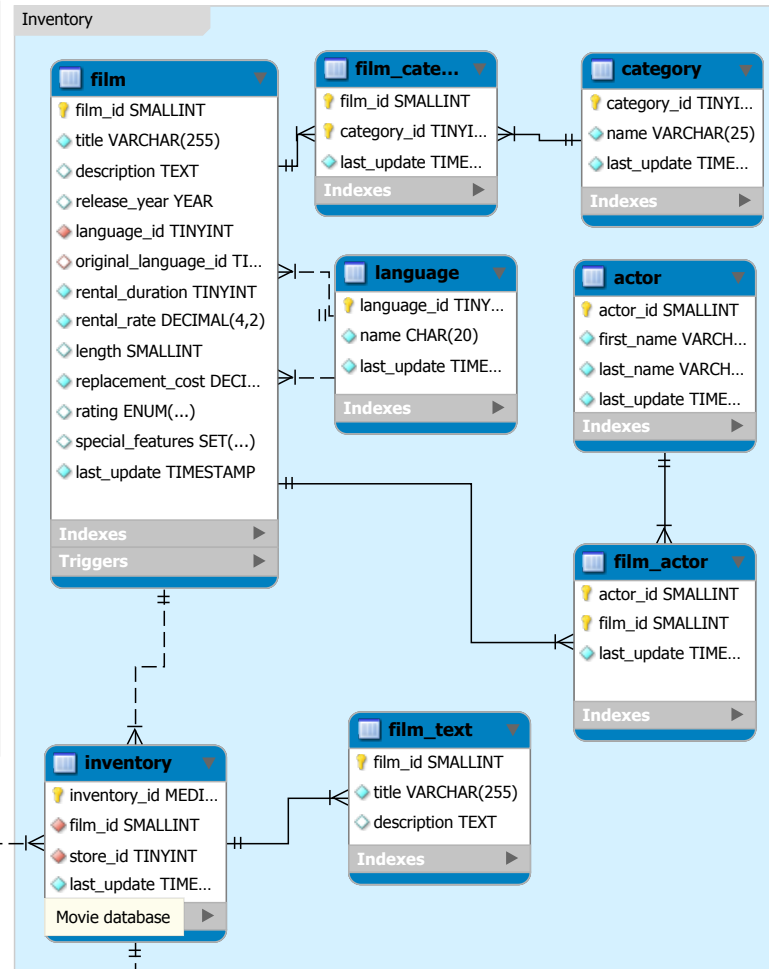 Inventory
film
film_id SMALLINT
title VARCHAR(255)
description TEXT
release_year YEAR
language_id TINYINT
original_language_id TI...
rental_duration TINYINT
rental_rate DECIMAL(4,2)
length SMALLINT
replacement_cost DECI...
rating ENUM(...)
special_features SET(...)
last_update TIMESTAMP
Indexes
Triggers
film_cate...
film_id SMALLINT
category_id TINYI...
last_update TIME...
Indexes
category
category_id TINYI...
name VARCHAR(25)
last_update TIME...
Indexes
language
language_id TINY...
name CHAR(20)
last_update TIME...
Indexes
actor
actor_id SMALLINT
first_name VARCH...
last_name VARCH...
last_update TIME...
Indexes
film_actor
actor_id SMALLINT
film_id SMALLINT
last_update TIME...
Indexes
inventory
inventory_id MEDI...
film_id SMALLINT
store_id TINYINT
last_update TIME...
Movie database
film_text
film_id SMALLINT
title VARCHAR(255)
description TEXT
Indexes